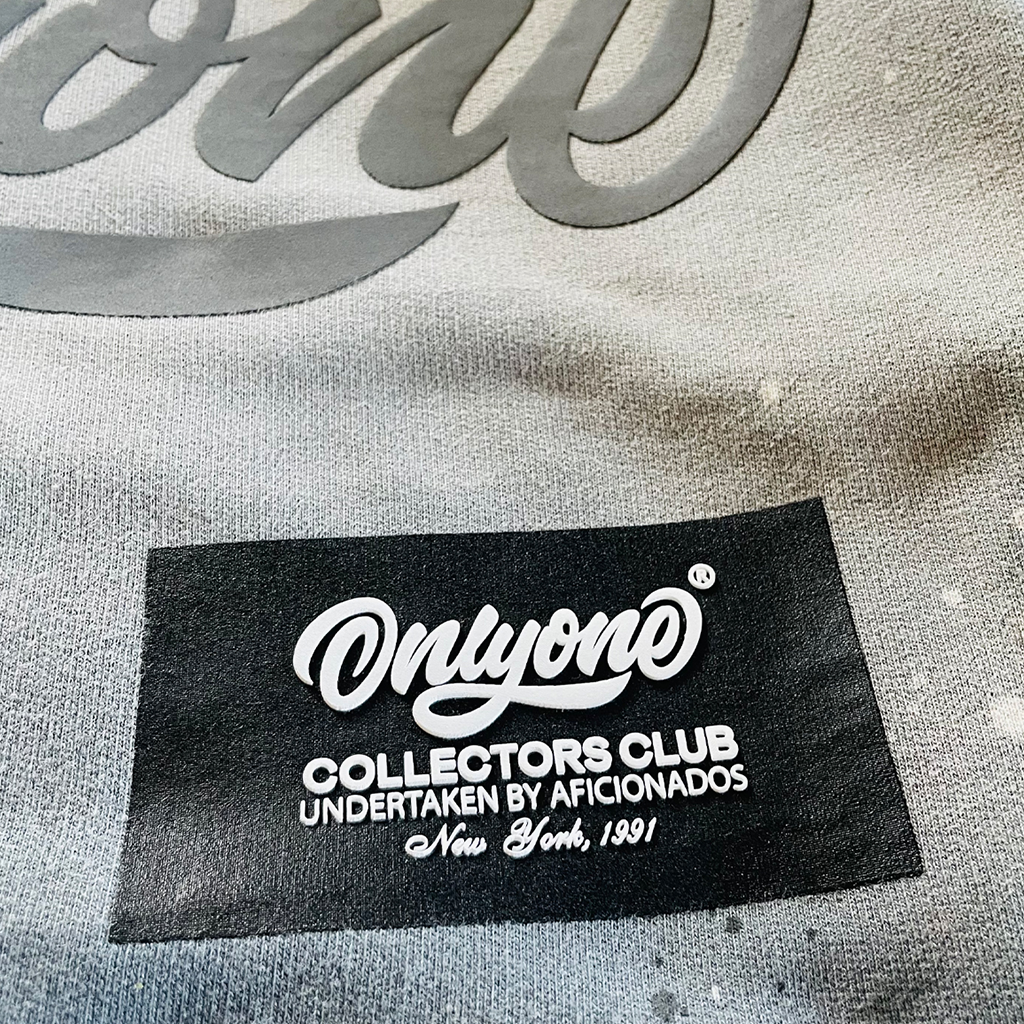 Onlyone®
COLLECTORS CLUB
UNDERTAKEN BY AFICIONADOS
New York, 1991